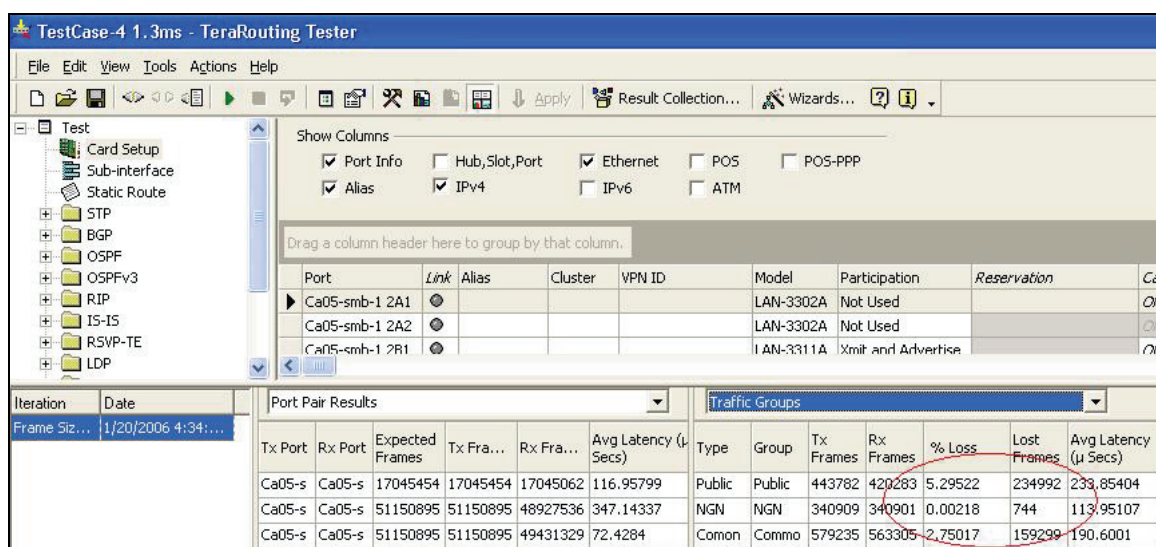 TestCase-4 1.3ms - TeraRouting Tester
File Edit View Tools Actions Help
Apply Result Collection... Wizards...
Test
Card Setup
Sub-interface
Static Route
STP
BGP
OSPF
OSPFv3
RIP
IS-IS
RSVP-TE
LDP
Show Columns
Port Info Hub,Slot,Port Ethernet POS POS-PPP
Alias IPv4 IPv6 ATM
Drag a column header here to group by that column.
Port Link Alias Cluster VPN ID Model Participation Reservation
Ca05-smb-1 2A1 LAN-3302A Not Used
Ca05-smb-1 2A2 LAN-3302A Not Used
Ca05-smb-1 2B1 LAN-3311A Xmit and Advertise
Iteration Date
Frame Siz... 1/20/2006 4:34:...
Port Pair Results
Tx Port Rx Port Expected Frames Tx Fra... Rx Fra... Avg Latency (μ Secs)
Ca05-s Ca05-s 17045454 17045454 17045062 116.95799
Ca05-s Ca05-s 51150895 51150895 48927536 347.14337
Ca05-s Ca05-s 51150895 51150895 49431329 72.4284
Traffic Groups
Type Group Tx Frames Rx Frames % Loss Lost Frames Avg Latency (μ Secs)
Public Public 443782 420283 5.29522 234992 233.85404
NGN NGN 340909 340901 0.00218 744 113.95107
Comon Commo 579235 563305 2.75017 159299 190.6001